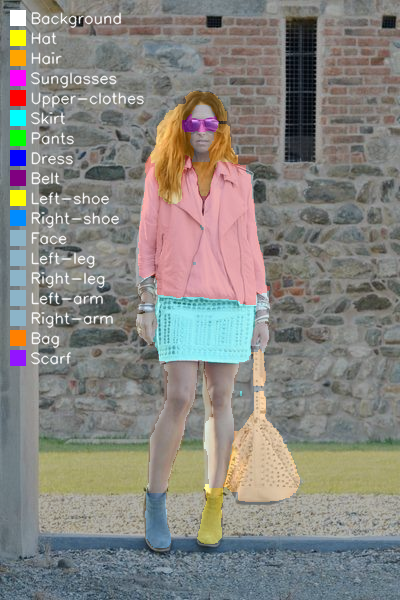 Background
Hat
Hair
Sunglasses
Upper-clothes
Skirt
Pants
Dress
Belt
Left-shoe
Right-shoe
Face
Left-leg
Right-leg
Left-arm
Right-arm
Bag
Scarf